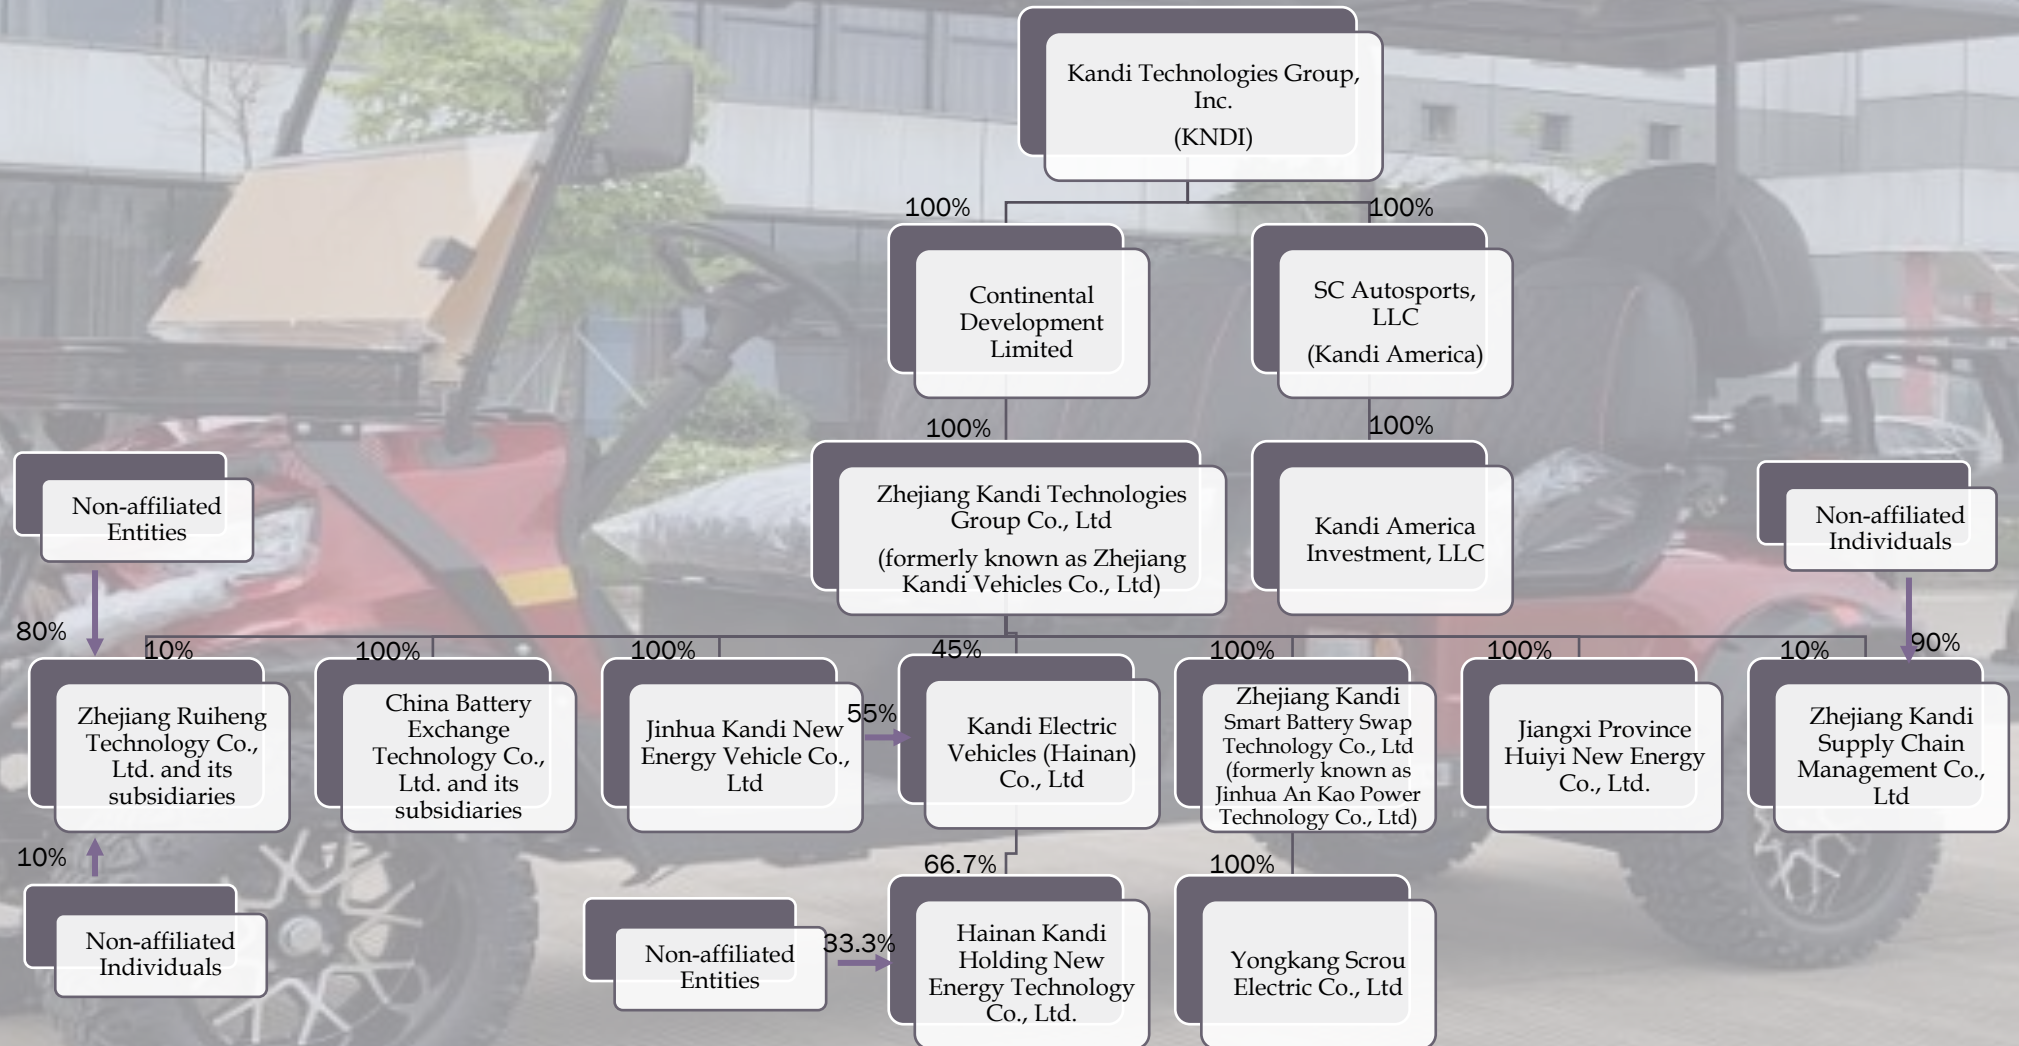 Kandi Technologies Group,
Inc.
(KNDI)
100%
100%
Continental
Development
Limited
SC Autosports,
LLC
(Kandi America)
100%
100%
Zhejiang Kandi Technologies
Group Co., Ltd
(formerly known as Zhejiang
Kandi Vehicles Co., Ltd)
Kandi America
Investment, LLC
Non-affiliated
Entities
Non-affiliated
Individuals
80%
10%
100%
100%
45%
100%
100%
10%
90%
Zhejiang Ruiheng
Technology Co.,
Ltd. and its
subsidiaries
China Battery
Exchange
Technology Co.,
Ltd. and its
subsidiaries
Jinhua Kandi New
Energy Vehicle Co.,
Ltd
55%
Kandi Electric
Vehicles (Hainan)
Co., Ltd
Zhejiang Kandi
Smart Battery Swap
Technology Co., Ltd
(formerly known as
Jinhua An Kao Power
Technology Co., Ltd)
Jiangxi Province
Huiyi New Energy
Co., Ltd.
Zhejiang Kandi
Supply Chain
Management Co.,
Ltd
10%
66.7%
100%
Non-affiliated
Individuals
Non-affiliated
Entities
33.3%
Hainan Kandi
Holding New
Energy Technology
Co., Ltd.
Yongkang Scrou
Electric Co., Ltd